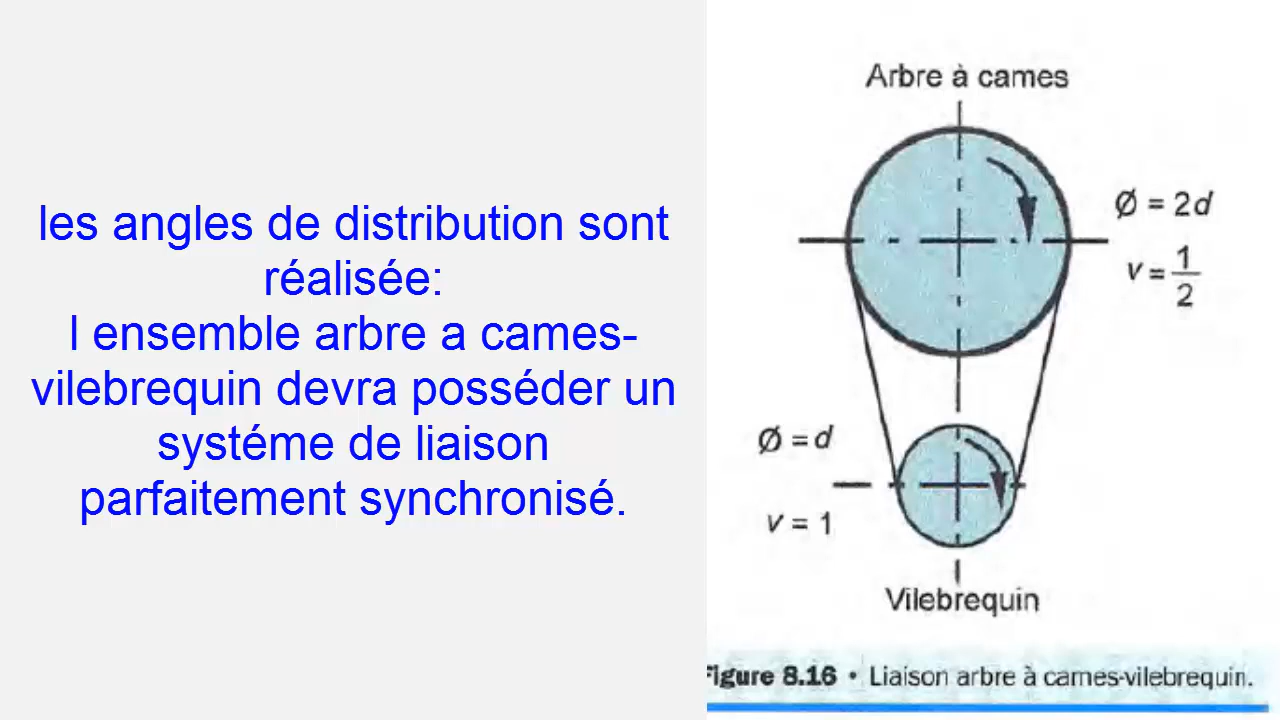 les angles de distribution sont
réalisée:
l ensemble arbre a cames-
vilebrequin devra posséder un
systéme de liaison
parfaitement synchronisé.
Arbre à cames
Ø = 2d
v = 1/2
Ø = d
v = 1
Vilebrequin
Figure 8.16 • Liaison arbre à cames-vilebrequin.